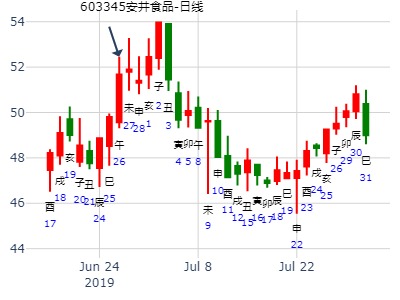 603345安井食品-日线
54
52
50
48
46
44
酉
17
戌
18
亥
19
子
20
丑
21
辰
24
巳
25
午
26
未
27
申
28
亥
1
子
2
丑
3
寅
4
卯
5
午
8
未
9
申
10
酉
11
戌
12
丑
15
寅
16
卯
17
辰
18
巳
19
申
22
酉
23
戌
24
亥
25
子
26
卯
29
辰
30
巳
31
Jun 24
2019
Jul 8
Jul 22